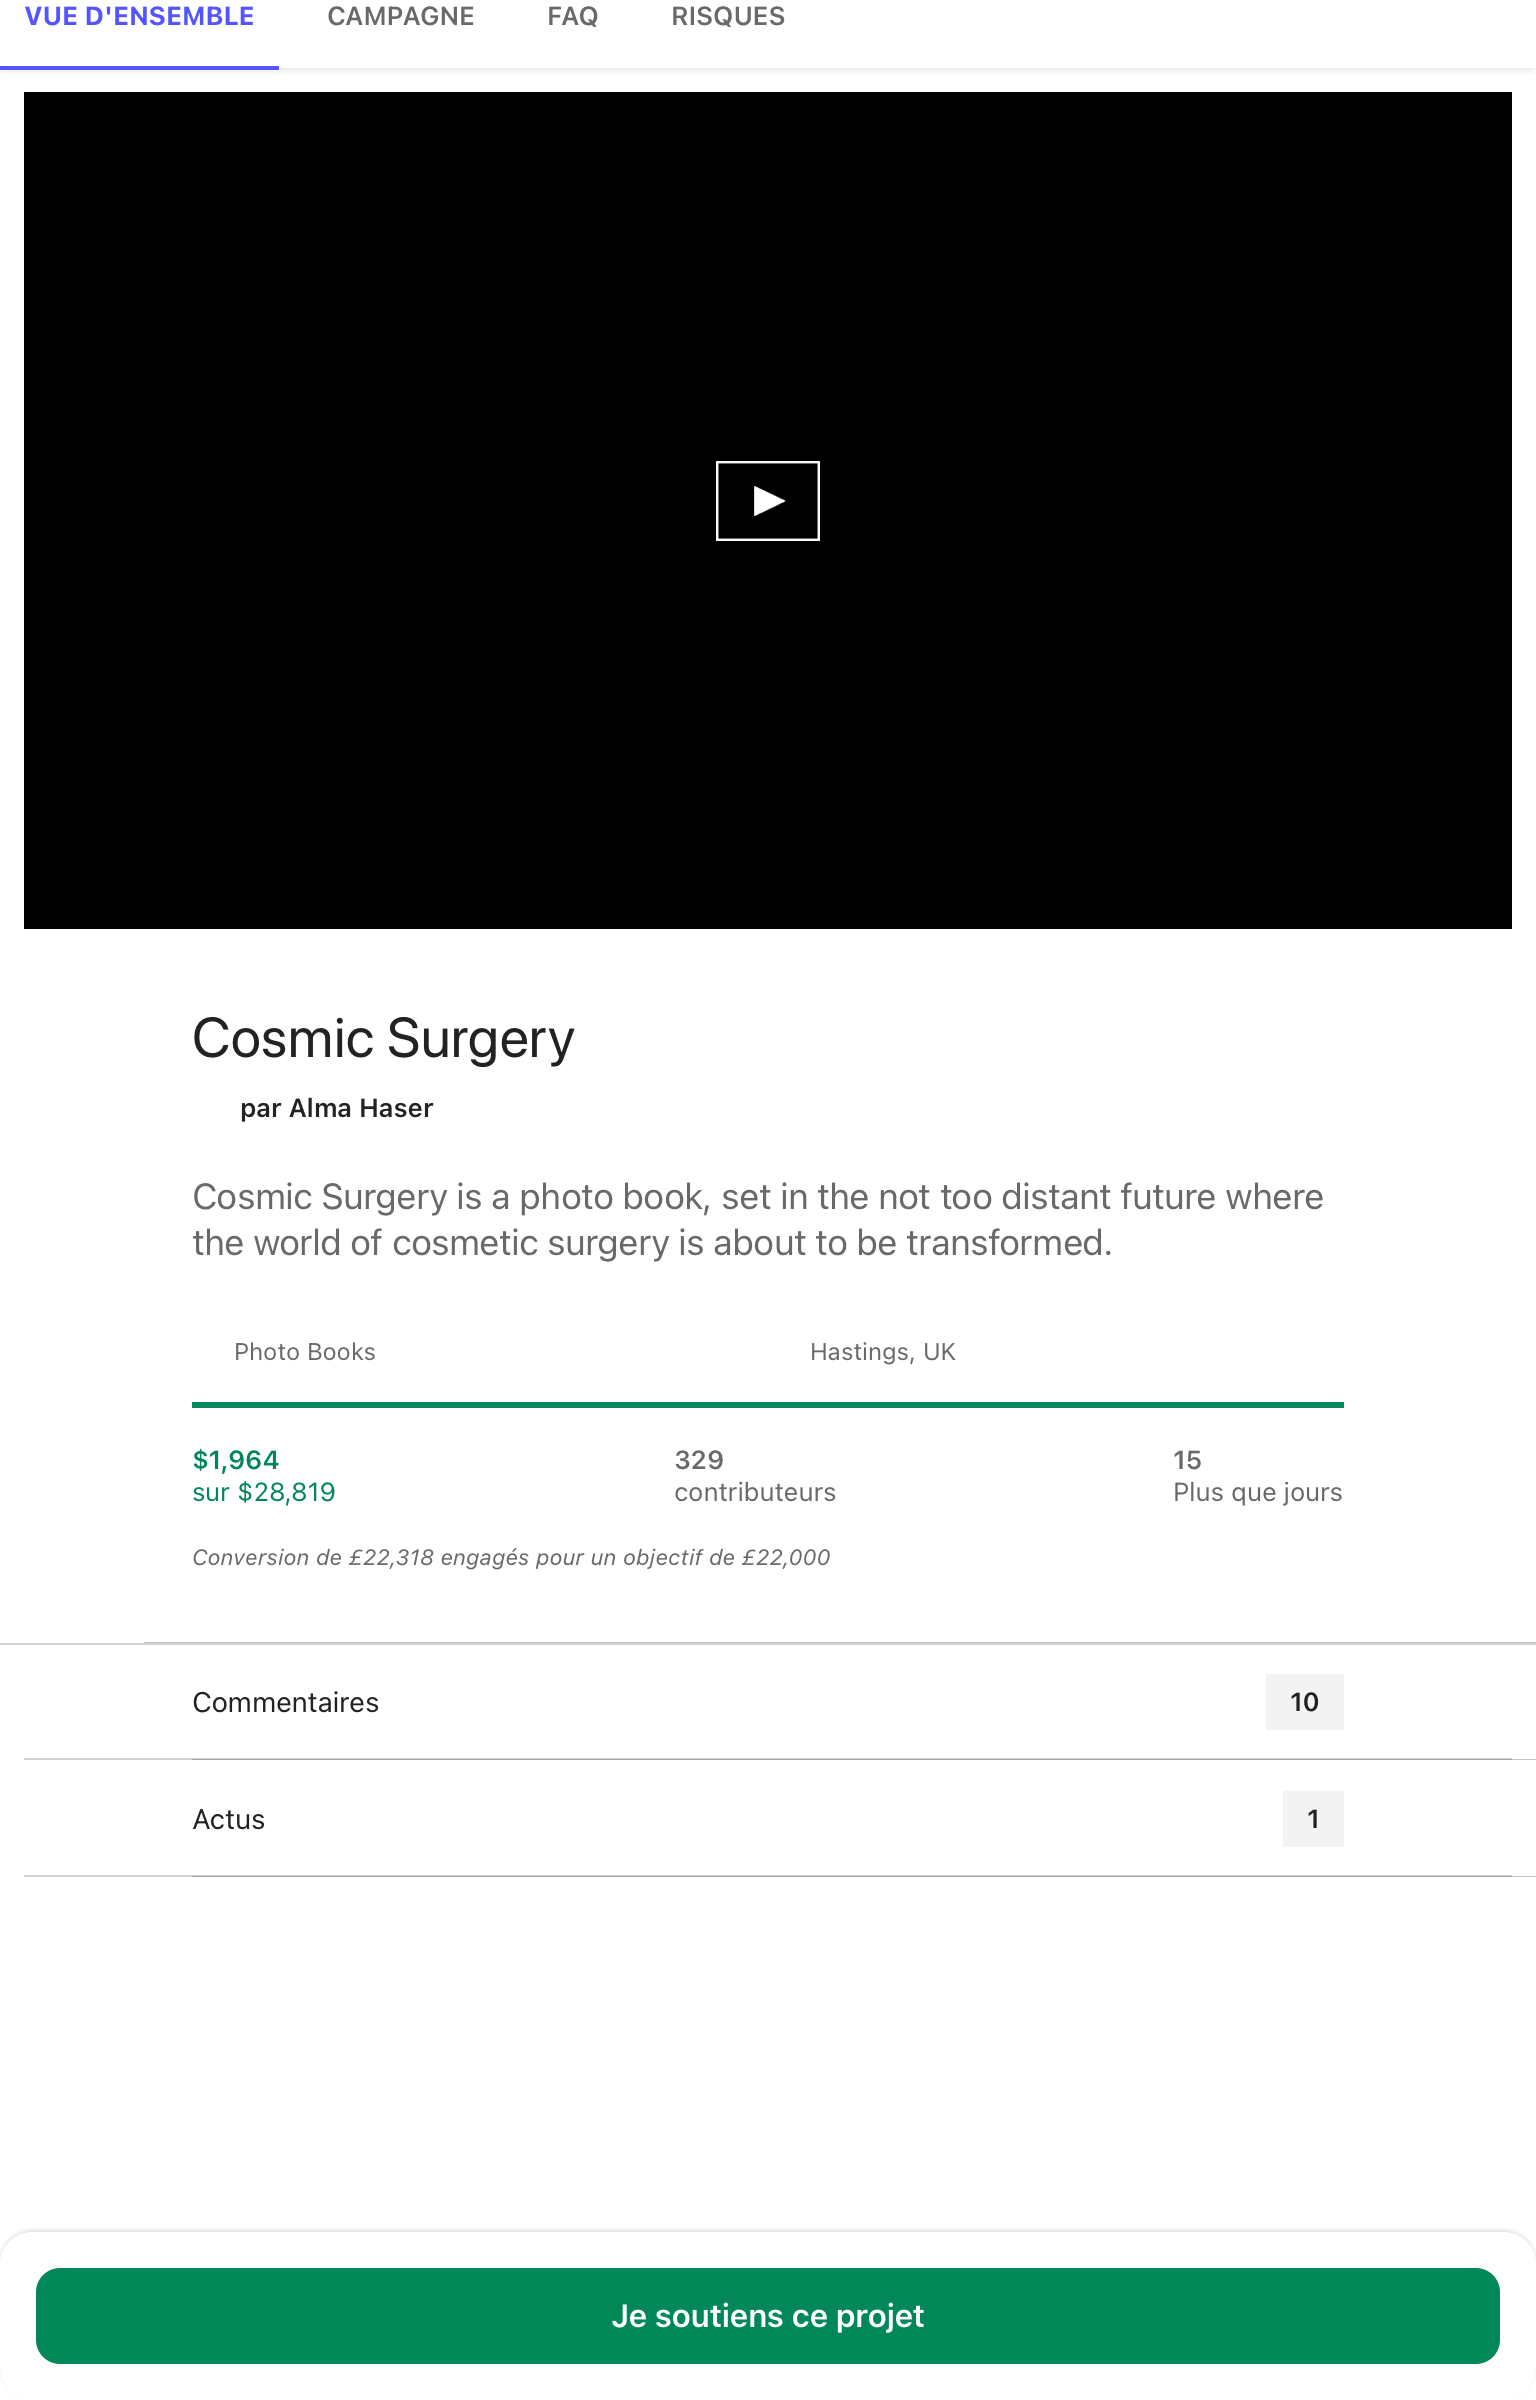 VUE D'ENSEMBLE CAMPAGNE FAQ RISQUES
Cosmic Surgery
par Alma Haser
Cosmic Surgery is a photo book, set in the not too distant future where
the world of cosmetic surgery is about to be transformed.
Photo Books Hastings, UK
$1,964 329 15
sur $28,819 contributeurs Plus que jours
Conversion de £22,318 engagés pour un objectif de £22,000
Commentaires 10
Actus 1
Je soutiens ce projet